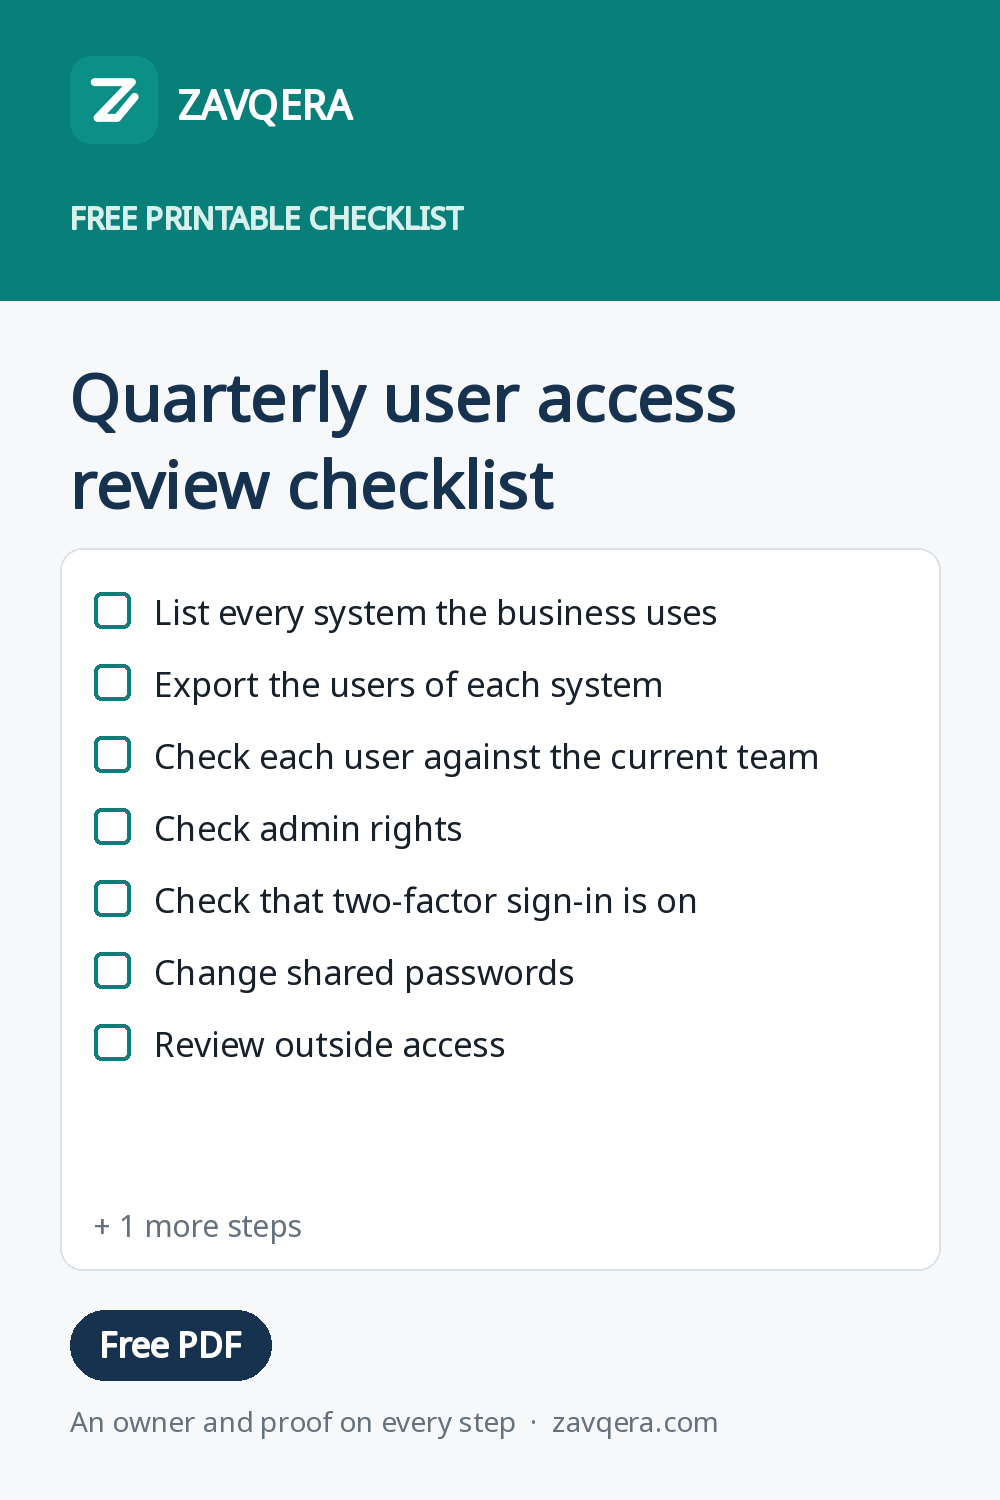 ZAVQERA
FREE PRINTABLE CHECKLIST
Quarterly user access
review checklist
List every system the business uses
Export the users of each system
Check each user against the current team
Check admin rights
Check that two-factor sign-in is on
Change shared passwords
Review outside access
+ 1 more steps
Free PDF
An owner and proof on every step · zavqera.com